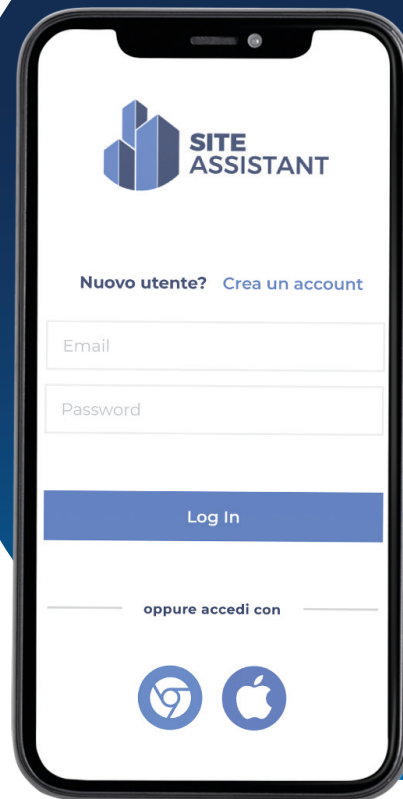 SITE
ASSISTANT
Nuovo utente? Crea un account
Email
Password
Log In
oppure accedi con